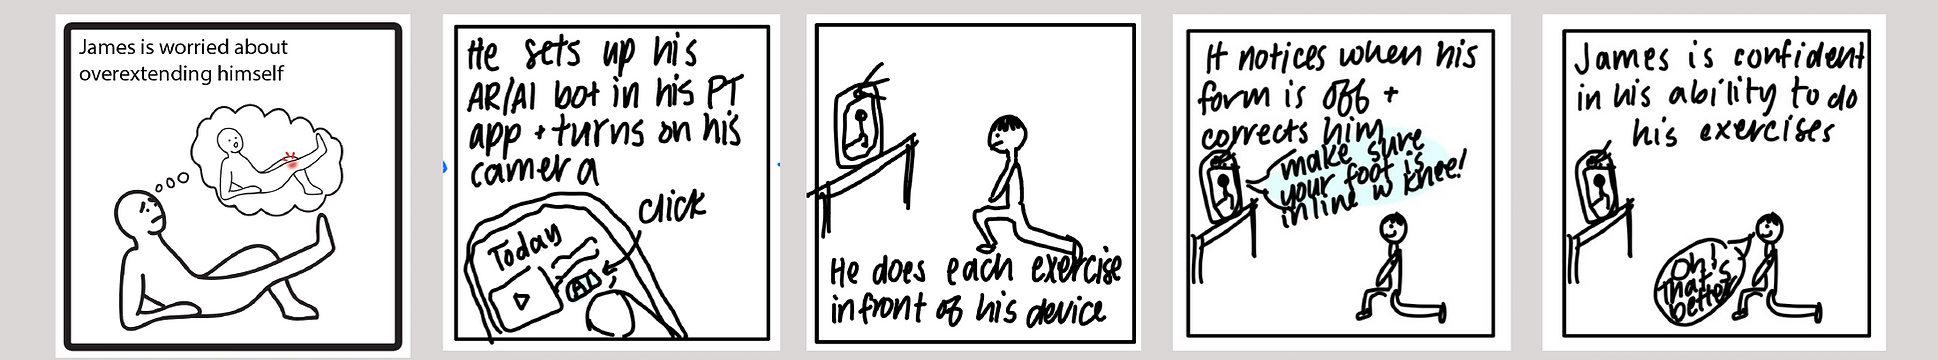 James is worried about
overextending himself
He sets up his
AR/AI bot in his PT
app + turns on his
camera
click
Today
AI
He does each exercise
in front of his device
It notices when his
form is off +
corrects him
make sure
your foot is
inline w knee!
James is confident
in his ability to do
his exercises
Oh!
That's
better